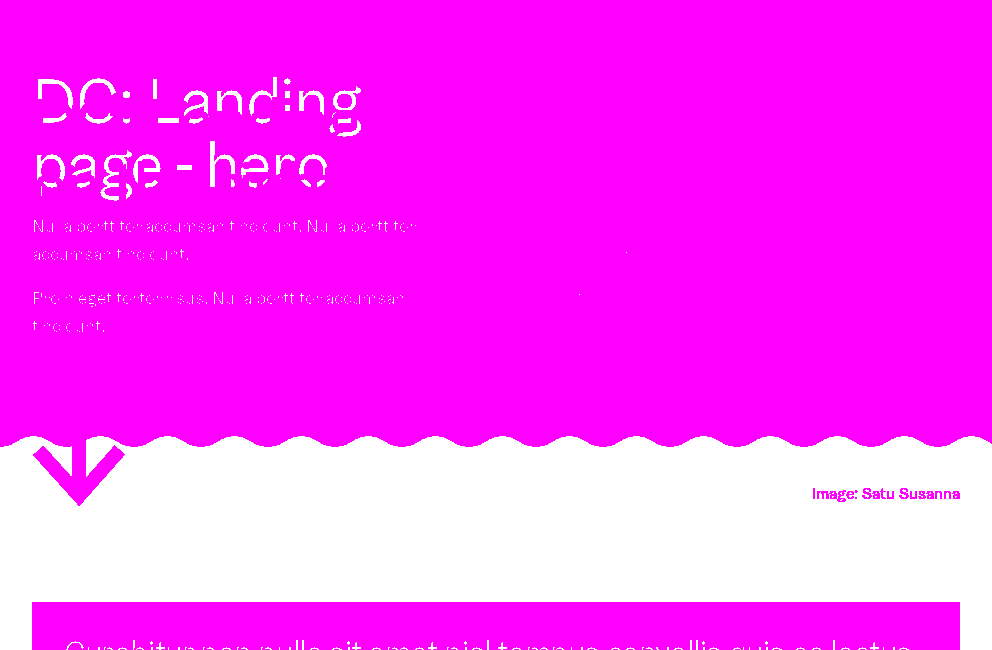 DC: Landing
page - hero
Nulla porttitor accumsan tincidunt. Nulla porttitor
accumsan tincidunt.
Proin eget tortor risus. Nulla porttitor accumsan
tincidunt.
Image: Satu Susanna
Curabitur non nulla sit amet nisl tempus convallis quis ac lectus.